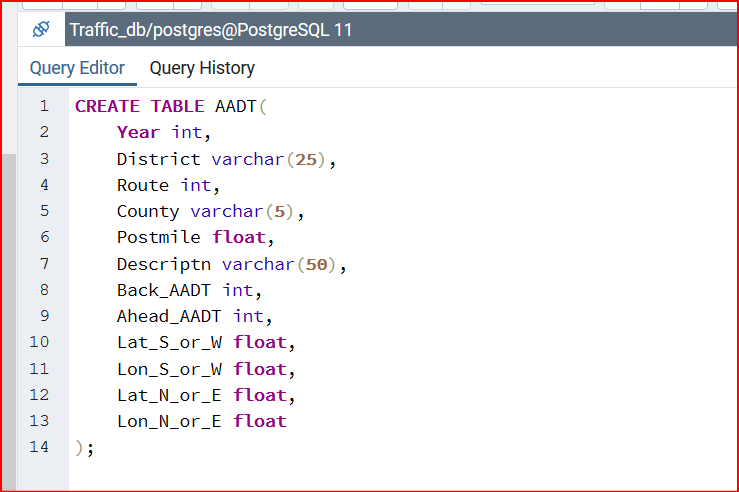 Traffic_db/postgres@PostgreSQL 11
Query Editor Query History
1 CREATE TABLE AADT(
2 Year int,
3 District varchar(25),
4 Route int,
5 County varchar(5),
6 Postmile float,
7 Descriptn varchar(50),
8 Back_AADT int,
9 Ahead_AADT int,
10 Lat_S_or_W float,
11 Lon_S_or_W float,
12 Lat_N_or_E float,
13 Lon_N_or_E float
14 );